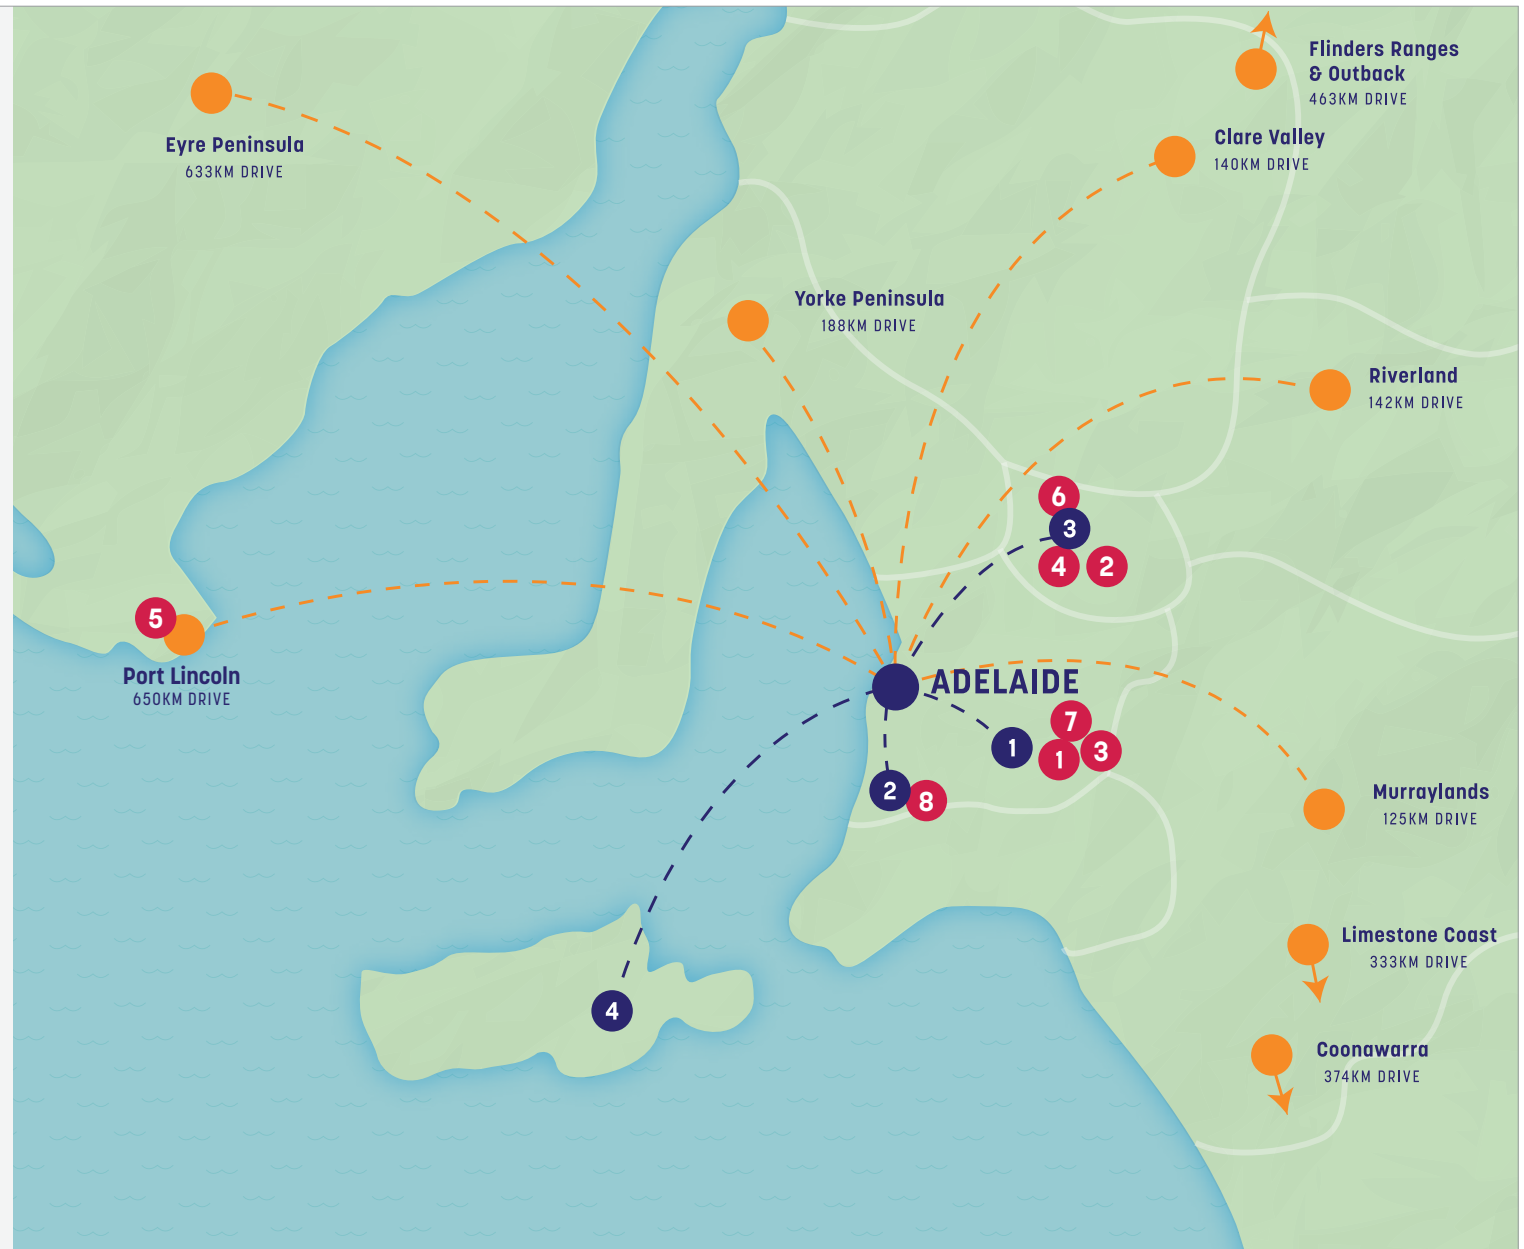 Flinders Ranges
& Outback
463KM DRIVE
Eyre Peninsula
633KM DRIVE
Clare Valley
140KM DRIVE
Yorke Peninsula
188KM DRIVE
Riverland
142KM DRIVE
6
3
4
2
5
Port Lincoln
650KM DRIVE
ADELAIDE
7
1
1
3
2
8
Murraylands
125KM DRIVE
Limestone Coast
333KM DRIVE
4
Coonawarra
374KM DRIVE